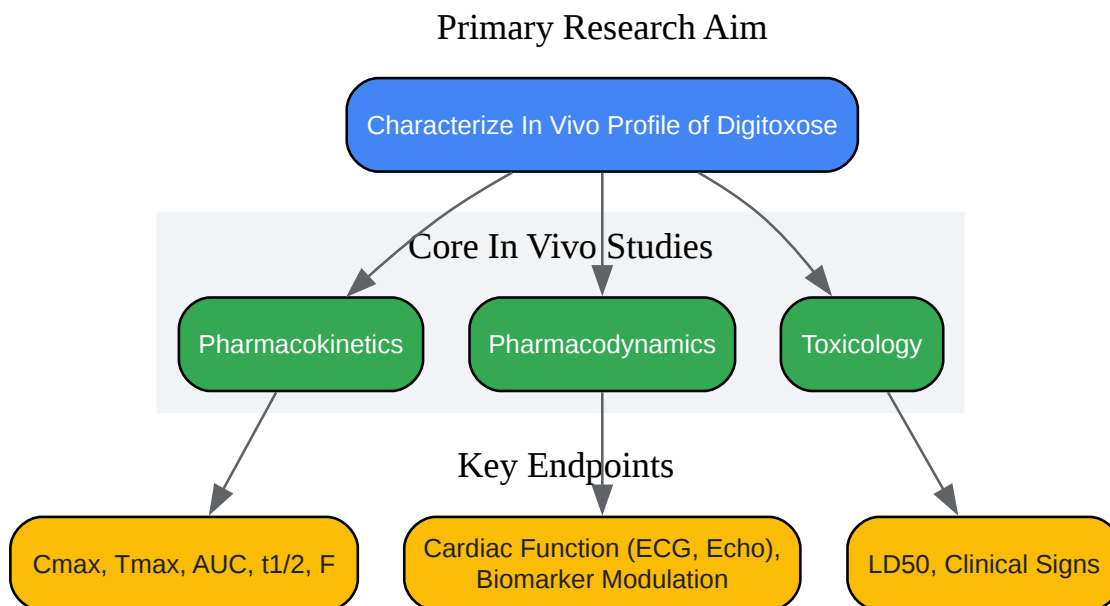 Primary Research Aim
Characterize In Vivo Profile of Digitoxose
Core In Vivo Studies
Pharmacokinetics
Pharmacodynamics
Toxicology
Key Endpoints
Cmax, Tmax, AUC, t1/2, F
Cardiac Function (ECG, Echo),
Biomarker Modulation
LD50, Clinical Signs